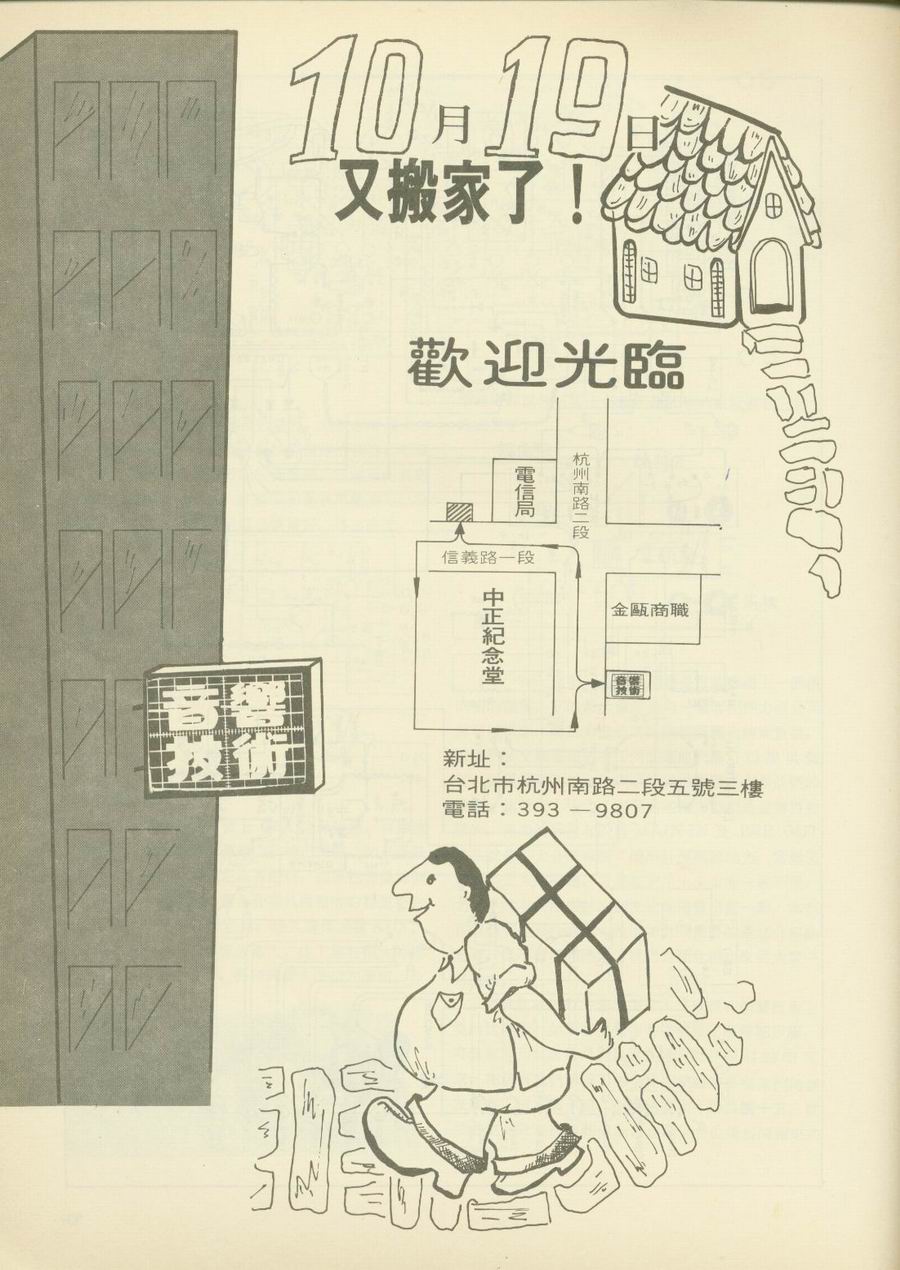 10月19日
又搬家了！
歡迎光臨
杭州南路二段
電信局
信義路一段
中正紀念堂
金甌商職
音響
技術
音響
技術
新址：
台北市杭州南路二段五號三樓
電話：393－9807